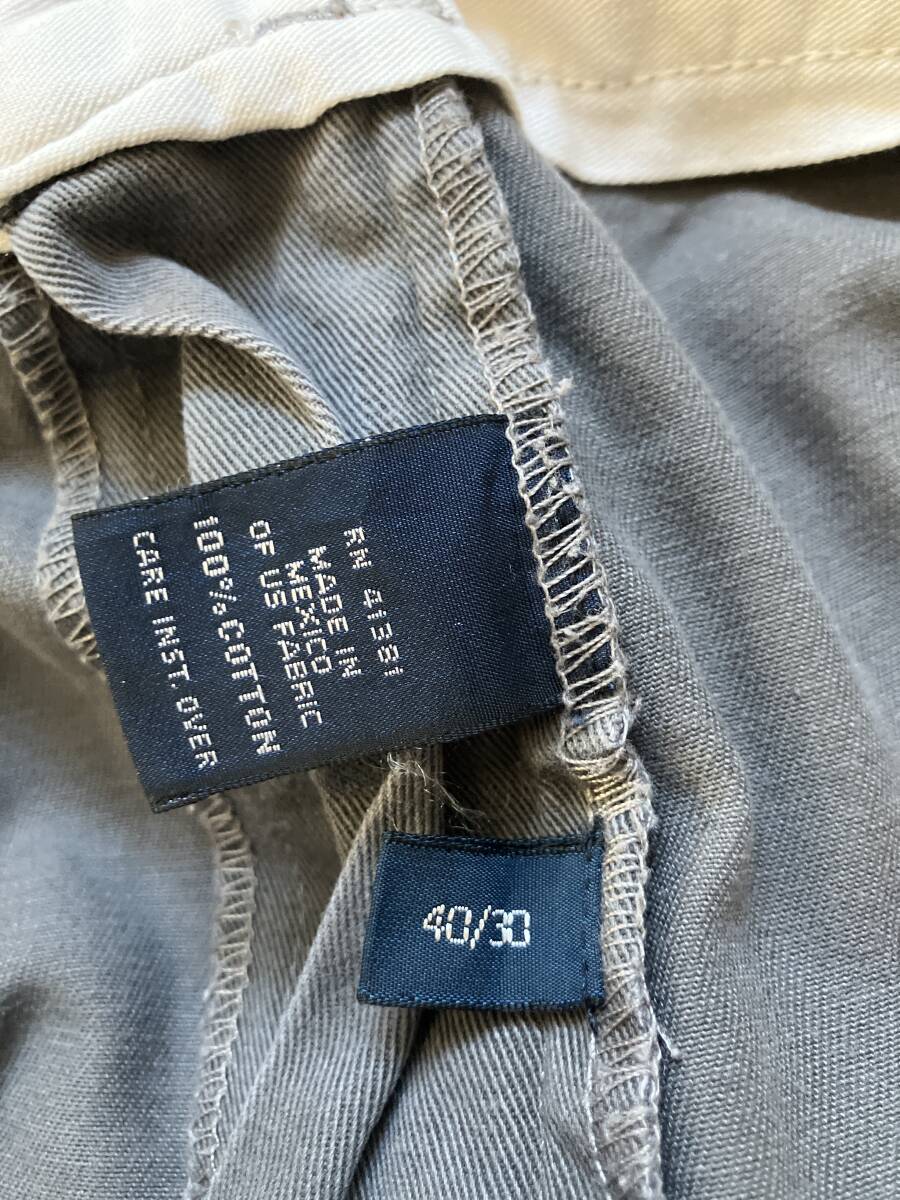 RN 41381
MADE IN
MEXICO
OF US FABRIC
100% COTTON
CARE INST. OVER
40/30